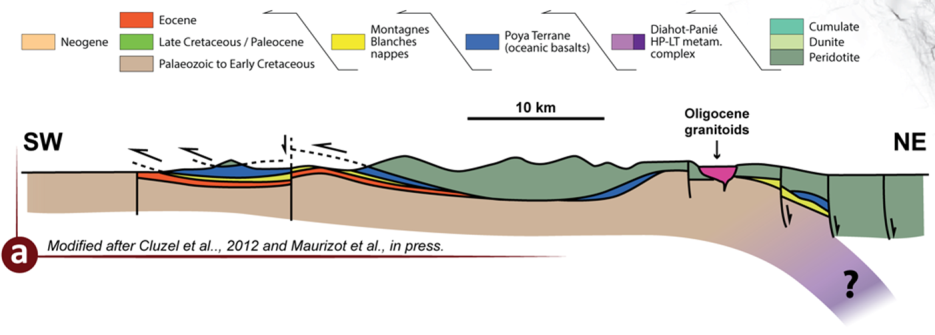 Neogene
Eocene
Late Cretaceous / Paleocene
Palaeozoic to Early Cretaceous
Montagnes
Blanches
nappes
Poya Terrane
(oceanic basalts)
Diahot-Panié
HP-LT metam.
complex
Cumulate
Dunite
Peridotite
SW
10 km
Oligocene
granitoids
NE
a
Modified after Cluzel et al.., 2012 and Maurizot et al., in press.
?